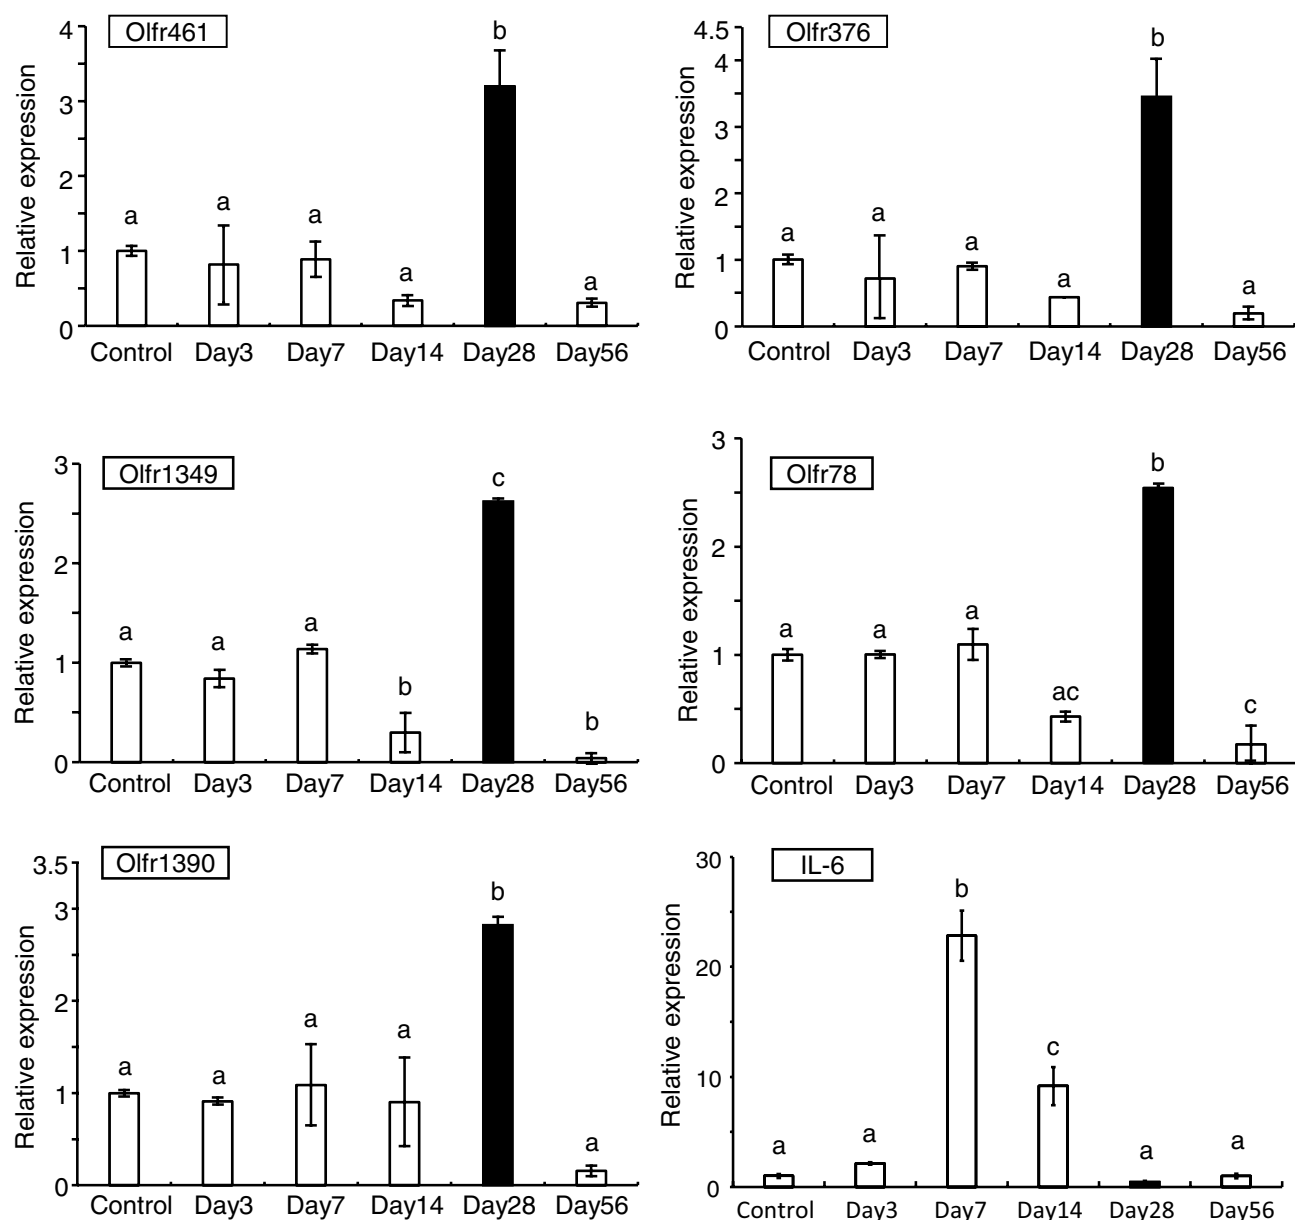 Olfr461
Relative expression
4
3
2
1
0
a
a
a
a
b
a
Control Day3 Day7 Day14 Day28 Day56
Olfr376
Relative expression
4.5
4
3
2
1
0
a
a
a
a
b
a
Control Day3 Day7 Day14 Day28 Day56
Olfr1349
Relative expression
3
2
1
0
a
a
a
b
c
b
Control Day3 Day7 Day14 Day28 Day56
Olfr78
Relative expression
3
2
1
0
a
a
a
ac
b
c
Control Day3 Day7 Day14 Day28 Day56
Olfr1390
Relative expression
3.5
3
2
1
0
a
a
a
a
b
a
Control Day3 Day7 Day14 Day28 Day56
IL-6
Relative expression
30
20
10
0
a
a
b
c
a
a
Control Day3 Day7 Day14 Day28 Day56